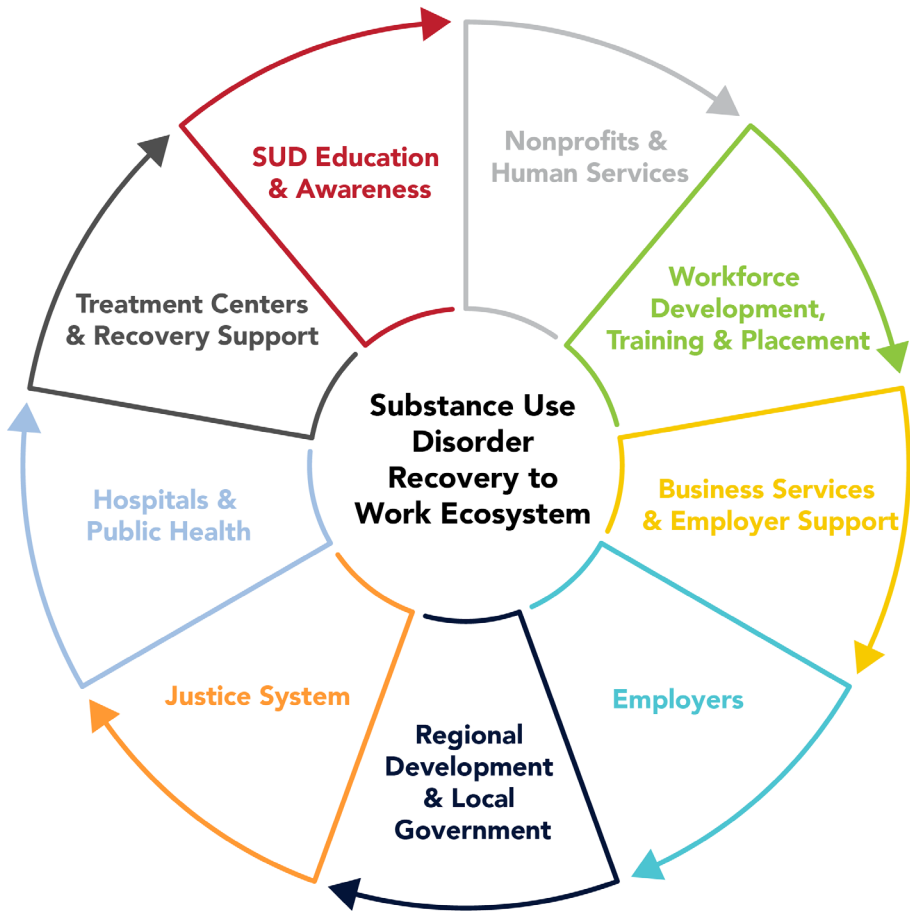 SUD Education
& Awareness
Nonprofits &
Human Services
Workforce
Development,
Training & Placement
Business Services
& Employer Support
Employers
Regional
Development
& Local
Government
Justice System
Hospitals &
Public Health
Treatment Centers
& Recovery Support
Substance Use
Disorder
Recovery to
Work Ecosystem